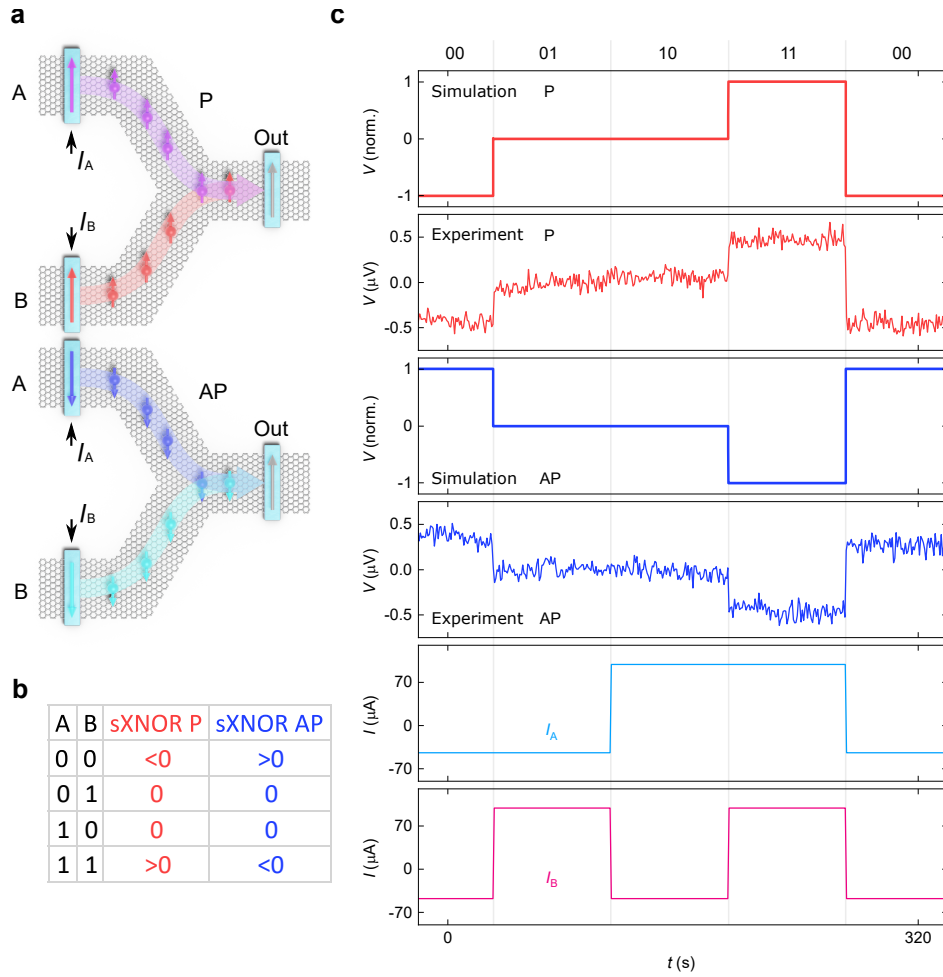 a
A
P
Out
I_A
I_B
B
A
AP
Out
I_A
I_B
B
b
A B sXNOR P sXNOR AP
0 0 <0 >0
0 1 0 0
1 0 0 0
1 1 >0 <0
c
00 01 10 11 00
Simulation P
V (norm.)
1
0
-1
Experiment P
V (μV)
0.5
0.0
-0.5
V (norm.)
1
0
-1
Simulation AP
V (μV)
0.5
0.0
-0.5
Experiment AP
I (μA)
70
0
-70
I_A
I (μA)
70
0
-70
I_B
0 320
t (s)